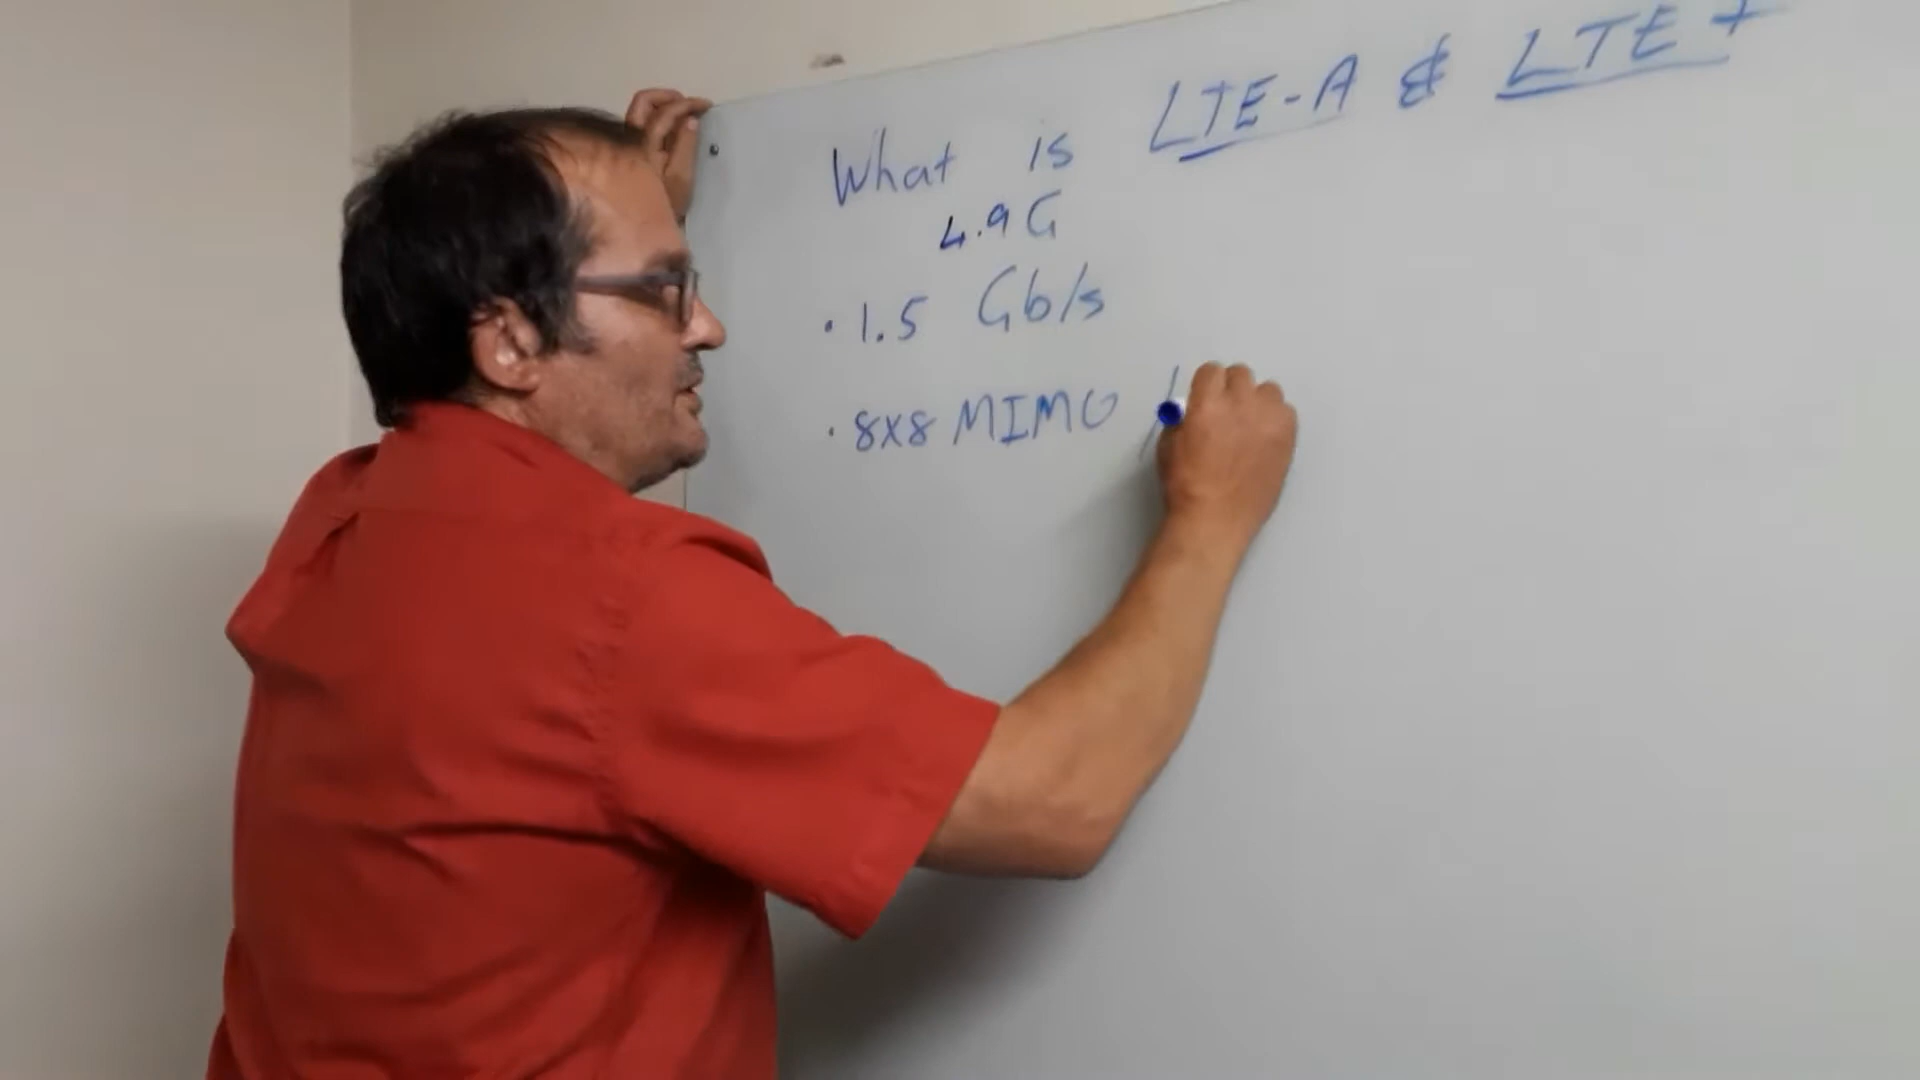 What is LTE-A & LTE+
4.9G
· 1.5 Gb/s
· 8x8 MIMO